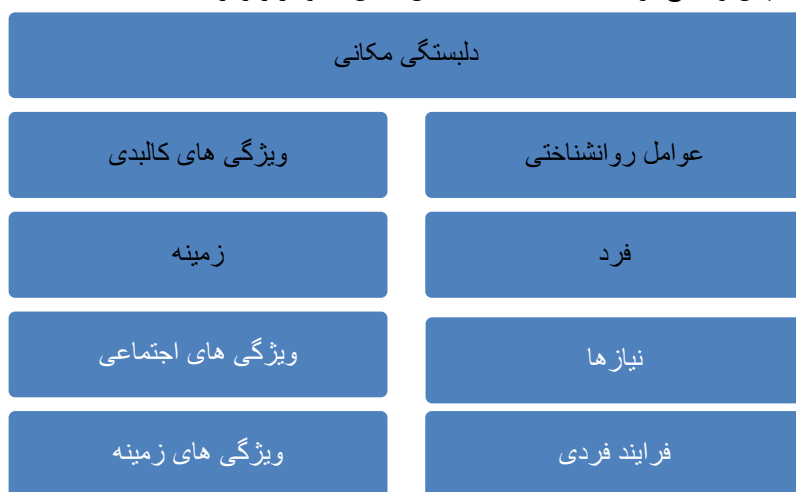 دلبستگی مکانی
عوامل روانشناختی
ویژگی های کالبدی
فرد
زمینه
نیازها
ویژگی های اجتماعی
فرایند فردی
ویژگی های زمینه